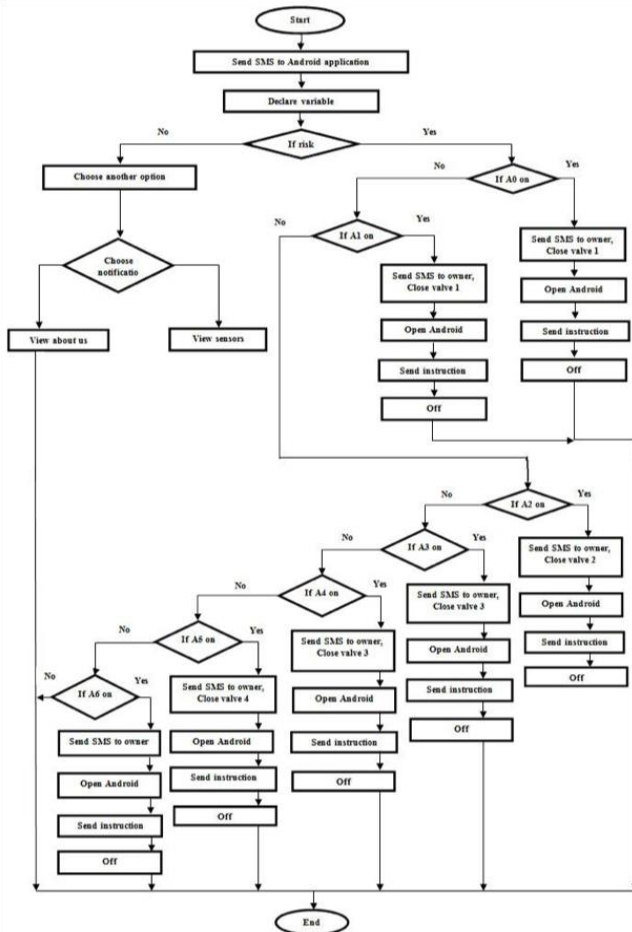 Start
Send SMS to Android application
Declare variable
No
If risk
Yes
Choose another option
If A0 on
No
Yes
No
If A1 on
Yes
Send SMS to owner,
Close valve 1
Choose
notificatio
Send SMS to owner,
Close valve 1
Open Android
View about us
View sensors
Open Android
Send instruction
Send instruction
Off
Off
No
If A2 on
Yes
No
If A3 on
Yes
Send SMS to owner,
Close valve 2
No
If A4 on
Yes
Send SMS to owner,
Close valve 3
Open Android
No
If A5 on
Yes
Send SMS to owner,
Close valve 3
Open Android
Send instruction
No
If A6 on
Yes
Send SMS to owner,
Close valve 4
Open Android
Send instruction
Off
Send SMS to owner
Open Android
Send instruction
Off
Open Android
Send instruction
Off
Send instruction
Off
Off
End